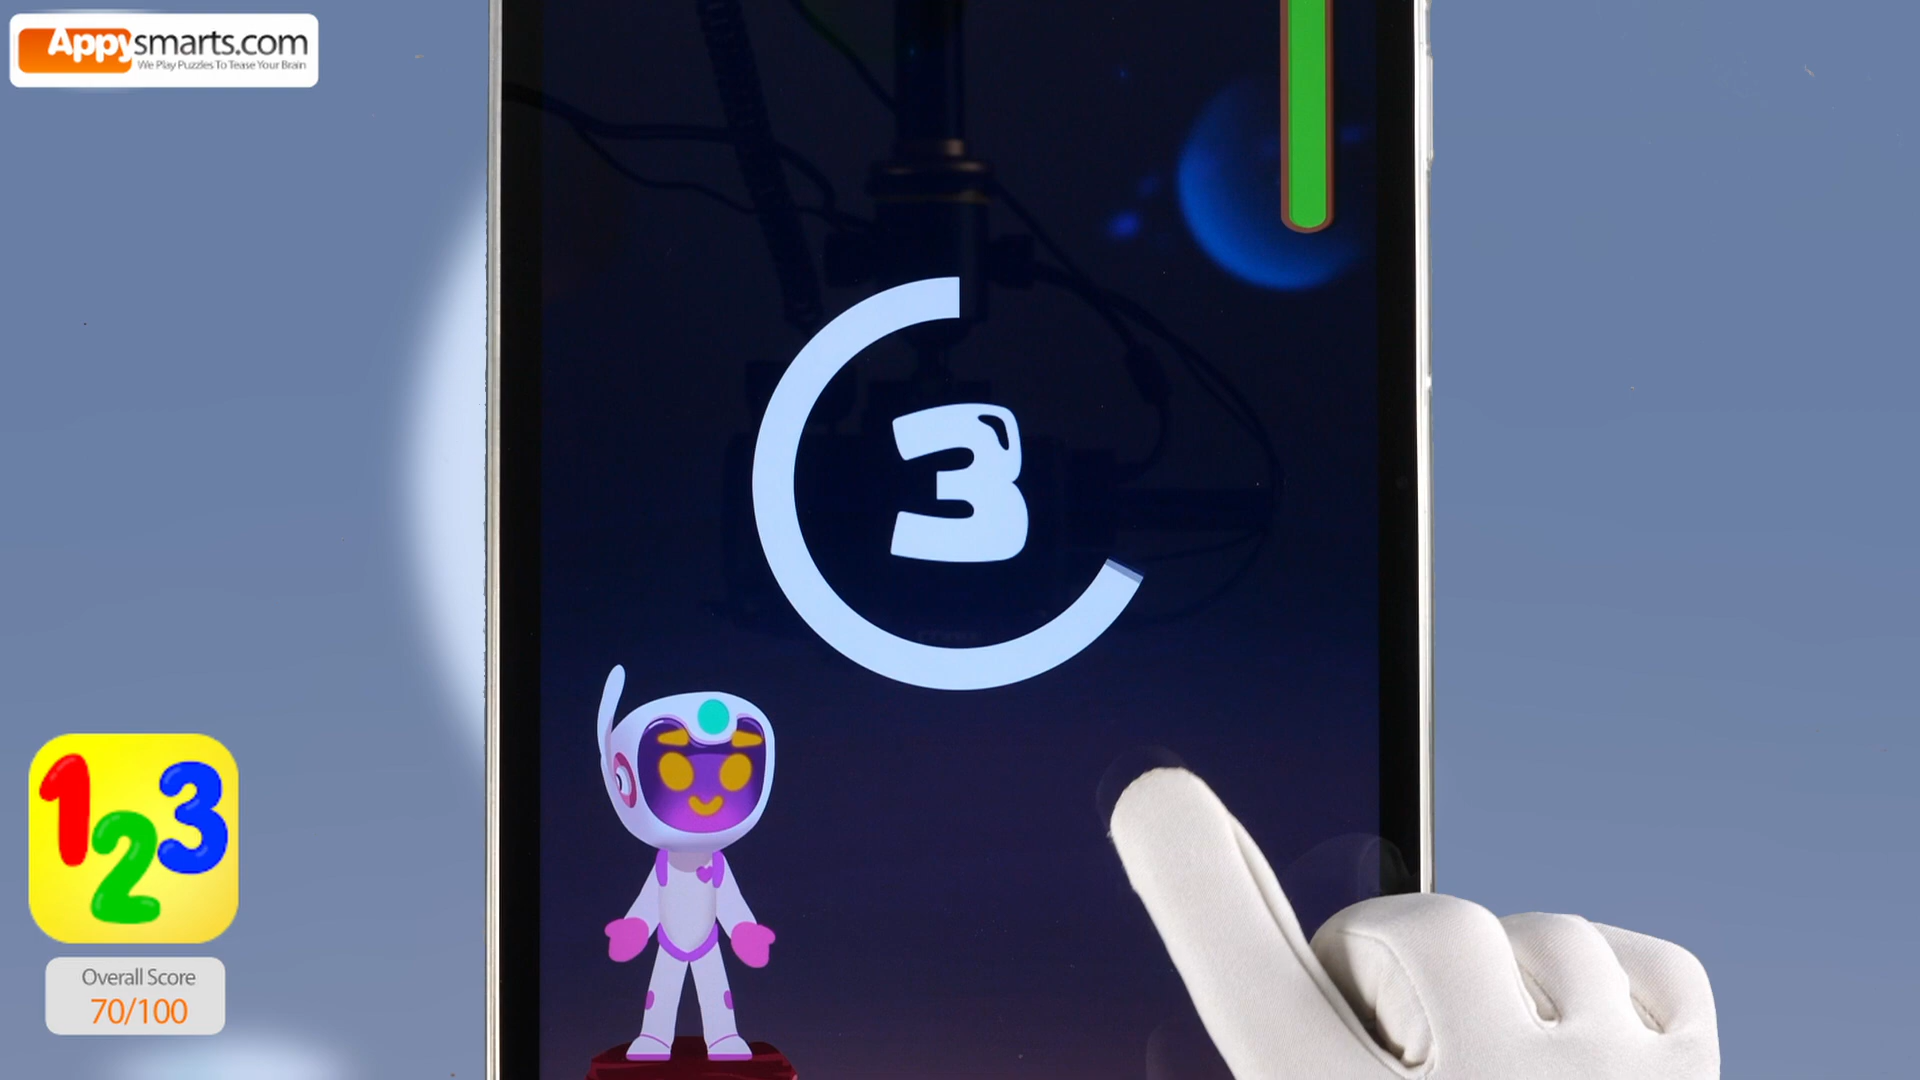 Appysmarts.com
We Play Puzzles To Tease Your Brain
3
123
Overall Score
70/100